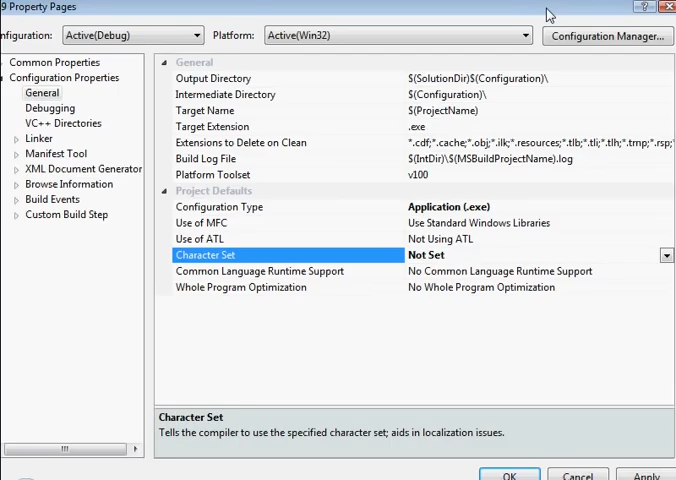 9 Property Pages
nfiguration: Active(Debug) Platform: Active(Win32) Configuration Manager...
Common Properties
Configuration Properties
General
Debugging
VC++ Directories
Linker
Manifest Tool
XML Document Generator
Browse Information
Build Events
Custom Build Step
General
Output Directory $(SolutionDir)$(Configuration)\
Intermediate Directory $(Configuration)\
Target Name $(ProjectName)
Target Extension .exe
Extensions to Delete on Clean *.cdf;*.cache;*.obj;*.ilk;*.resources;*.tlb;*.tli;*.tlh;*.tmp;*.rsp;*
Build Log File $(IntDir)\$(MSBuildProjectName).log
Platform Toolset v100
Project Defaults
Configuration Type Application (.exe)
Use of MFC Use Standard Windows Libraries
Use of ATL Not Using ATL
Character Set Not Set
Common Language Runtime Support No Common Language Runtime Support
Whole Program Optimization No Whole Program Optimization
Character Set
Tells the compiler to use the specified character set; aids in localization issues.
OK Cancel Apply